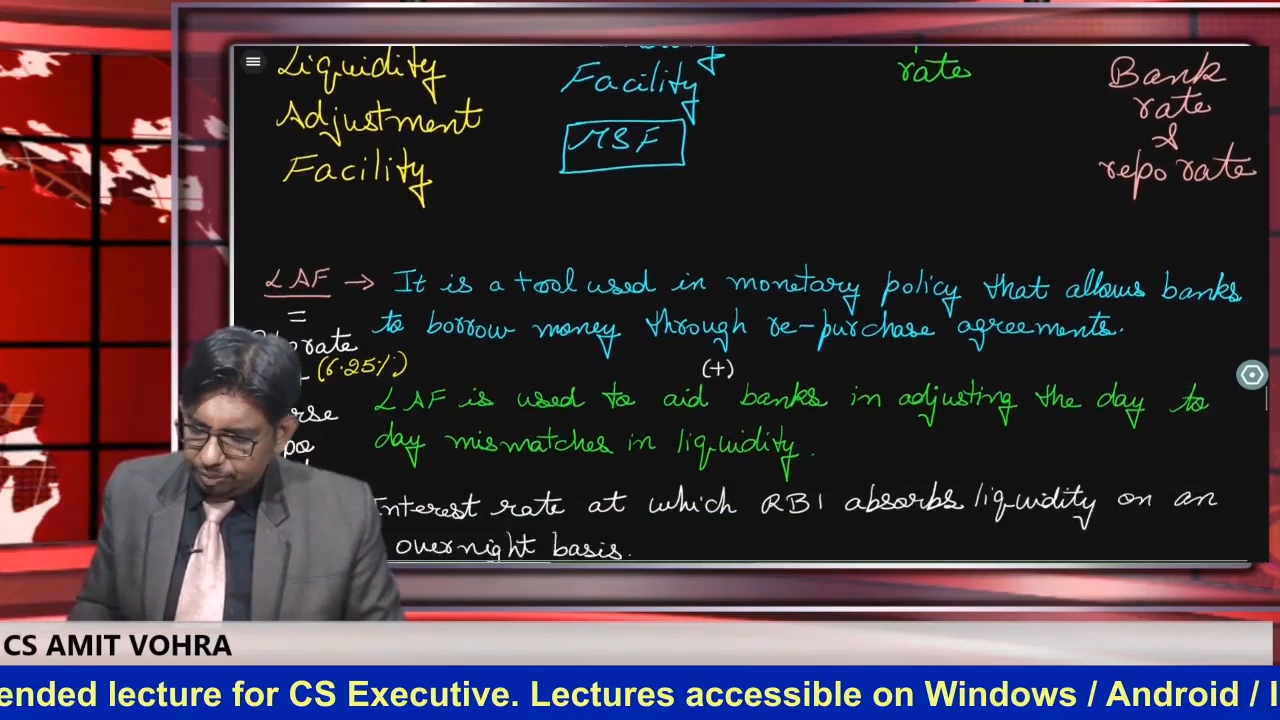 Liquidity
Adjustment
Facility
Facility
MSF
rate
Bank
rate
&
repo rate
LAF → It is a tool used in monetary policy that allows banks
to borrow money through re-purchase agreements.
=
rate
(6.25%)
(+)
LAF is used to aid banks in adjusting the day to
day mismatches in liquidity.
Interest rate at which RBI absorbs liquidity on an
overnight basis.
CS AMIT VOHRA
ended lecture for CS Executive. Lectures accessible on Windows / Android / I